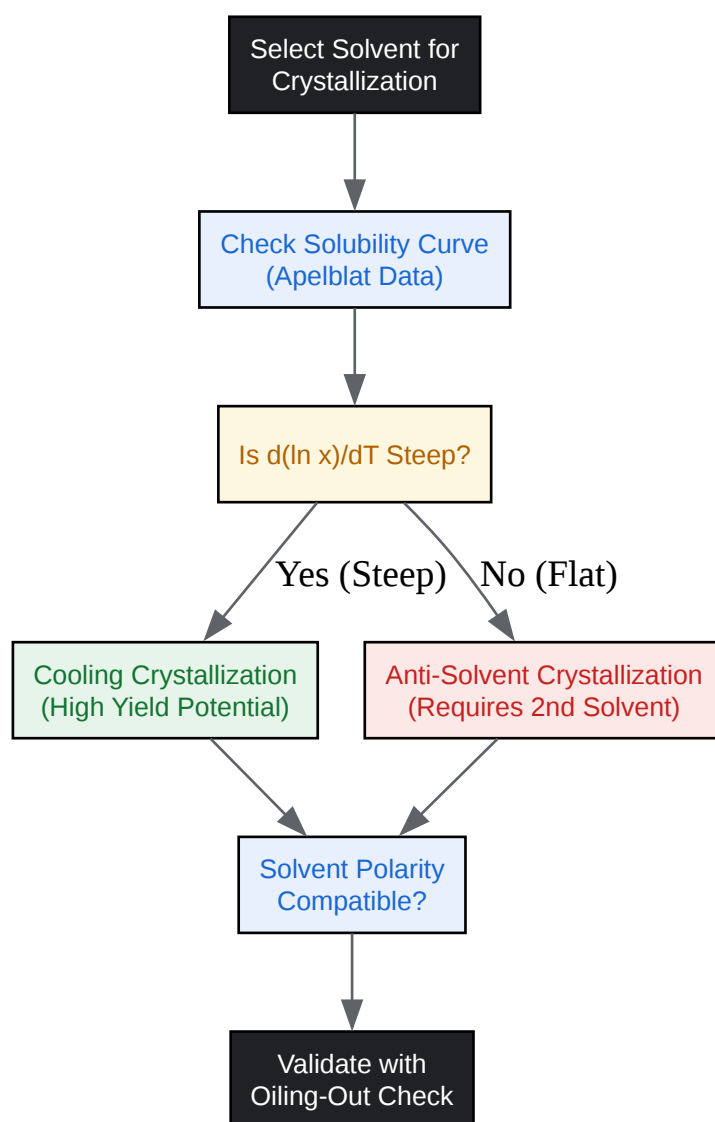 Select Solvent for
Crystallization
Check Solubility Curve
(Apelblat Data)
Is d(ln x)/dT Steep?
Yes (Steep)
No (Flat)
Cooling Crystallization
(High Yield Potential)
Anti-Solvent Crystallization
(Requires 2nd Solvent)
Solvent Polarity
Compatible?
Validate with
Oiling-Out Check